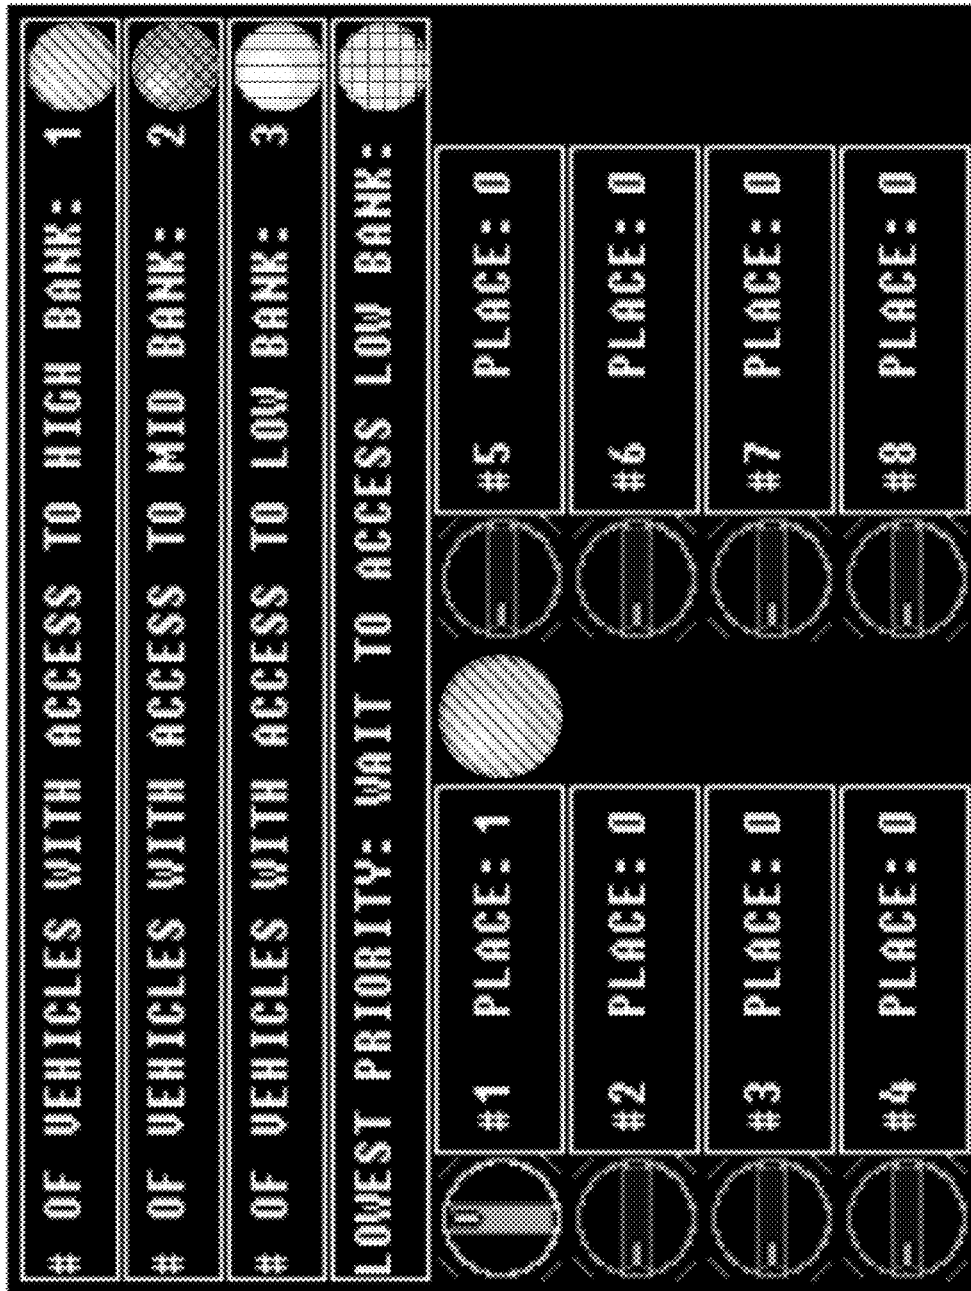 # OF VEHICLES WITH ACCESS TO HIGH BANK: 1
# OF VEHICLES WITH ACCESS TO MID BANK: 2
# OF VEHICLES WITH ACCESS TO LOW BANK: 3
LOWEST PRIORITY: WAIT TO ACCESS LOW BANK:
#1 PLACE: 1
#5 PLACE: 0
#2 PLACE: 0
#6 PLACE: 0
#3 PLACE: 0
#7 PLACE: 0
#4 PLACE: 0
#8 PLACE: 0